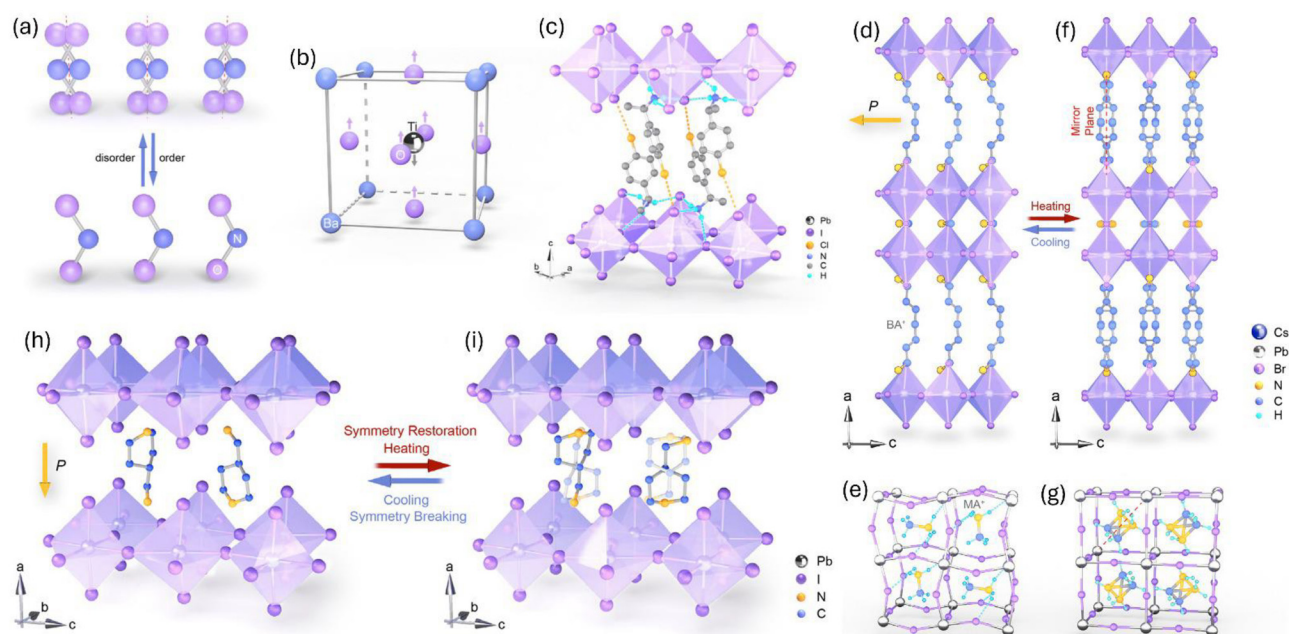 (a)
disorder
order
N
O
(b)
Ti
O
Ba
(c)
c
b
a
Pb
I
Cl
N
C
H
(d)
P
BA⁺
a
c
Heating
Cooling
(f)
Mirror
Plane
a
c
Cs
Pb
Br
N
C
H
(h)
P
a
b
c
Symmetry Restoration
Heating
Cooling
Symmetry Breaking
(i)
a
b
c
Pb
I
N
C
(e)
MA⁺
(g)